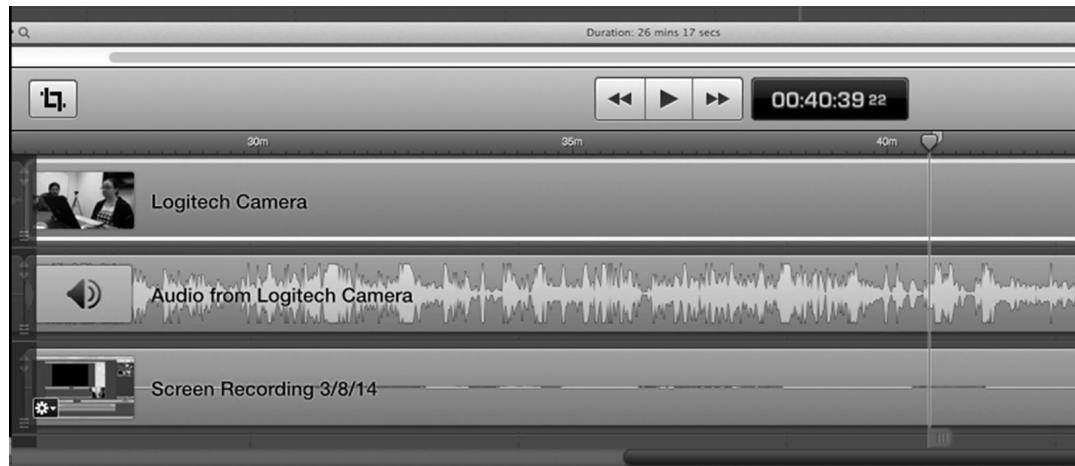 Duration: 26 mins 17 secs
00:40:39 22
30m 35m 40m
Logitech Camera
Audio from Logitech Camera
Screen Recording 3/8/14